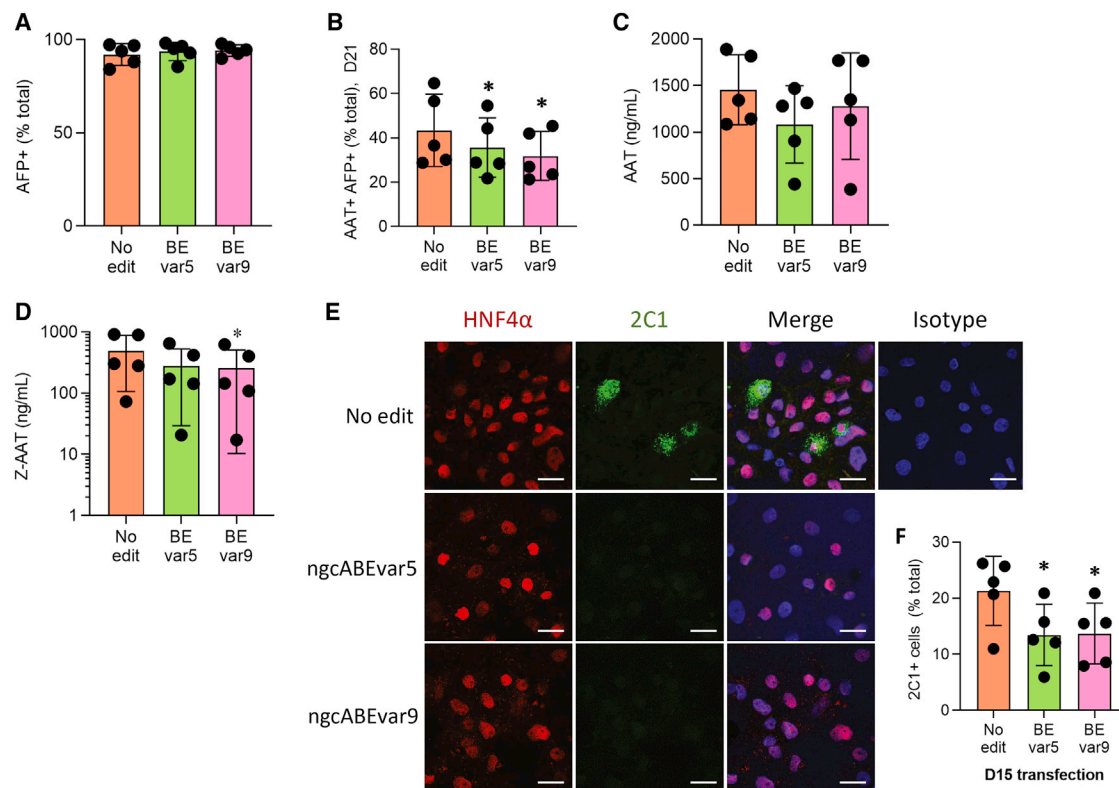 A
AFP+ (% total)
100
50
0
No edit
BE var5
BE var9
B
AAT+ AFP+ (% total), D21
80
60
40
20
0
* *
No edit
BE var5
BE var9
C
AAT (ng/mL)
2000
1500
1000
500
0
No edit
BE var5
BE var9
D
Z-AAT (ng/mL)
1000
100
10
1
*
No edit
BE var5
BE var9
E
HNF4α 2C1 Merge Isotype
No edit
ngcABEvar5
ngcABEvar9
F
2C1+ cells (% total)
30
20
10
0
* *
No edit
BE var5
BE var9
D15 transfection